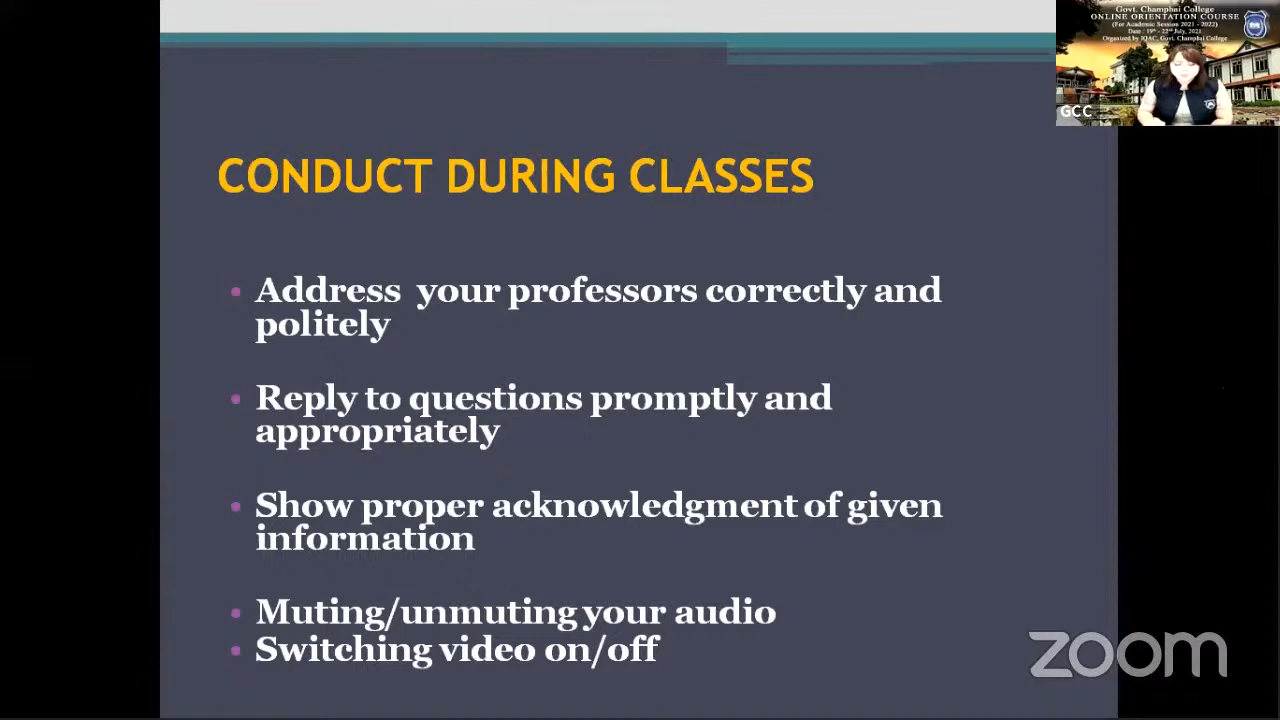 Govt. Champhai College
ONLINE ORIENTATION COURSE
(For Academic Session 2021 - 2022)
Date : 19th - 22nd July, 2021
Organized by IQAC, Govt. Champhai College
GCC
CONDUCT DURING CLASSES
• Address your professors correctly and
politely
• Reply to questions promptly and
appropriately
• Show proper acknowledgment of given
information
• Muting/unmuting your audio
• Switching video on/off
zoom